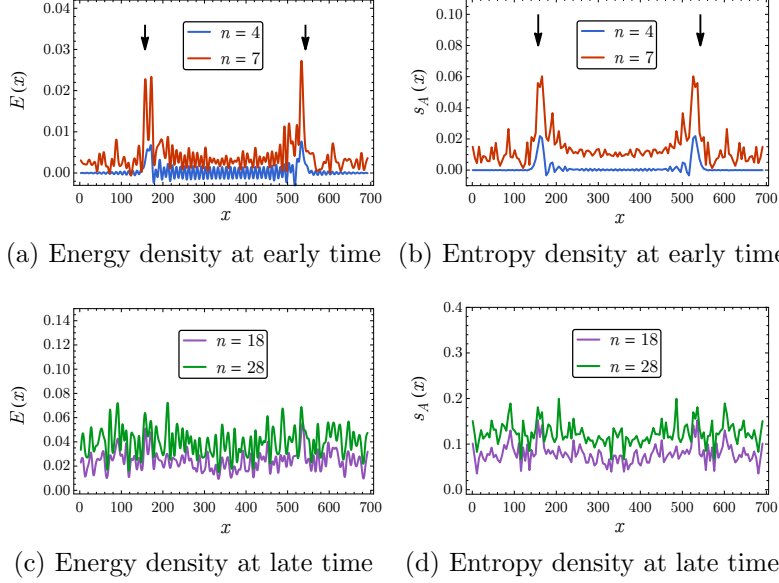 0.04
0.03
0.02
0.01
0.00
E(x)
n = 4
n = 7
0 100 200 300 400 500 600 700
x
0.10
0.08
0.06
0.04
0.02
0.00
s_A(x)
n = 4
n = 7
0 100 200 300 400 500 600 700
x
(a) Energy density at early time
(b) Entropy density at early time
0.14
0.12
0.10
0.08
0.06
0.04
0.02
0.00
E(x)
n = 18
n = 28
0 100 200 300 400 500 600 700
x
0.4
0.3
0.2
0.1
0.0
s_A(x)
n = 18
n = 28
0 100 200 300 400 500 600 700
x
(c) Energy density at late time
(d) Entropy density at late time